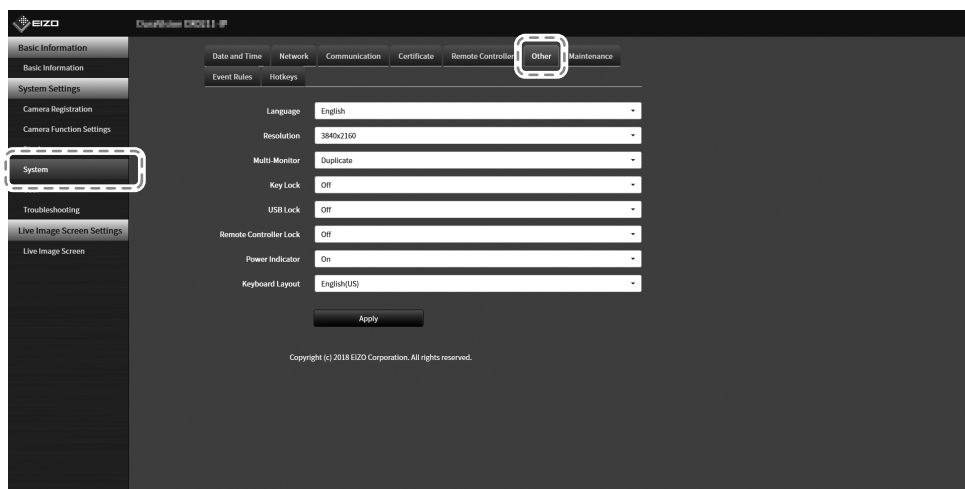 EIZO
Basic Information
Basic Information
System Settings
Camera Registration
Camera Function Settings
System
Troubleshooting
Live Image Screen Settings
Live Image Screen
Date and Time Network Communication Certificate Remote Controller Other Maintenance
Event Rules Hotkeys
Language English
Resolution 3840x2160
Multi-Monitor Duplicate
Key Lock Off
USB Lock Off
Remote Controller Lock Off
Power Indicator On
Keyboard Layout English(US)
Apply
Copyright (c) 2018 EIZO Corporation. All rights reserved.